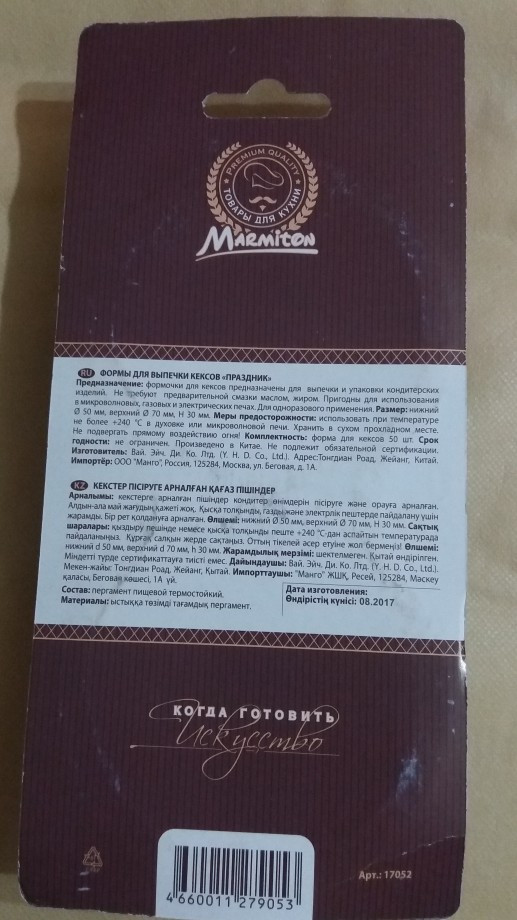 PREMIUM QUALITY
ТОВАРЫ ДЛЯ КУХНИ
MARMITON
RU ФОРМЫ ДЛЯ ВЫПЕЧКИ КЕКСОВ «ПРАЗДНИК»
Предназначение: формочки для кексов предназначены для выпечки и упаковки кондитерских
изделий. Не требуют предварительной смазки маслом, жиром. Пригодны для использования
в микроволновых, газовых и электрических печах. Для одноразового применения. Размер: нижний
Ø 50 мм, верхний Ø 70 мм, H 30 мм. Меры предосторожности: использовать при температуре
не более +240 °С в духовке или микроволновой печи. Хранить в сухом прохладном месте.
Не подвергать прямому воздействию огня! Комплектность: форма для кексов 50 шт. Срок
годности: не ограничен. Произведено в Китае. Не подлежит обязательной сертификации.
Изготовитель: Вай. Эйч. Ди. Ко. Лтд. (Y. H. D. Co., Ltd.). Адрес:Тонгдиан Роад, Жейанг, Китай.
Импортёр: ООО "Манго", Россия, 125284, Москва, ул. Беговая, д. 1А.
KZ КЕКСТЕР ПІСІРУГЕ АРНАЛҒАН ҚАҒАЗ ПІШІНДЕР
Арналымы: кекстерге арналған пішіндер кондитер өнімдерін пісіруге және орауға арналған.
Алдын-ала май жағудың қажеті жоқ. Қысқа толқынды, газды және электрлік пештерде пайдалану үшін
жарамды. Бір рет қолдануға арналған. Өлшемі: нижний Ø 50 мм, верхний Ø 70 мм, H 30 мм. Сақтық
шаралары: қыздыру пешінде немесе қысқа толқынды пеште +240 °С-дан аспайтын температурада
пайдаланыңыз. Құрғақ салқын жерде сақтаңыз. Оттың тікелей әсер етуіне жол бермеңіз! Өлшемі:
нижний d 50 мм, верхний d 70 мм, h 30 мм. Жарамдылық мерзімі: шектелмеген. Қытай өндірілген.
Міндетті түрде сертификаттауға тиісті емес. Дайындаушы: Вай. Эйч. Ди. Ко. Лтд. (Y. H. D. Co., Ltd.).
Мекен-жайы: Тонгдиан Роад, Жейанг, Қытай. Импорттаушы: "Манго" ЖШҚ, Ресей, 125284, Маскеу
қаласы, Беговая көшесі, 1А үй.
Состав: пергамент пищевой термостойкий.
Материалы: ыстыққа төзімді тағамдық пергамент.
Дата изготовления:
Өндірістің күнісі: 08.2017
КОГДА ГОТОВИТЬ
Искусство
Арт.: 17052
4 660011 279053